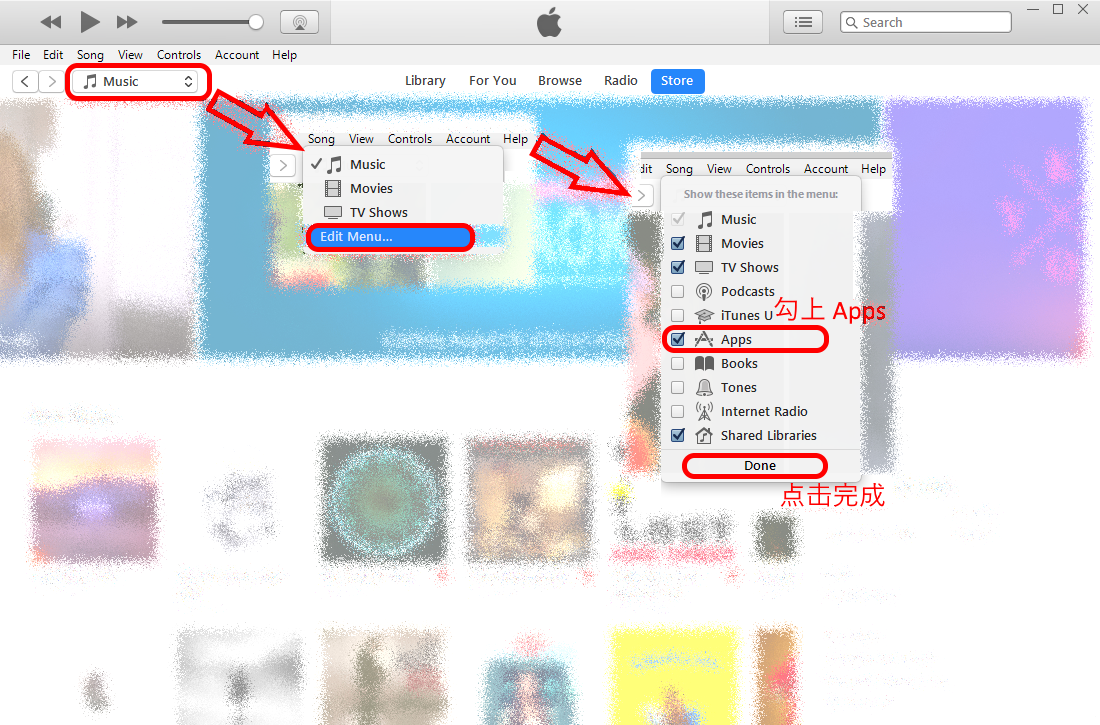 Search
File Edit Song View Controls Account Help
Music
Library For You Browse Radio Store
Song View Controls Account Help
Music
Movies
TV Shows
Edit Menu...
dit Song View Controls Account Help
Show these items in the menu:
Music
Movies
TV Shows
Podcasts
iTunes U
勾上 Apps
Apps
Books
Tones
Internet Radio
Shared Libraries
Done
点击完成